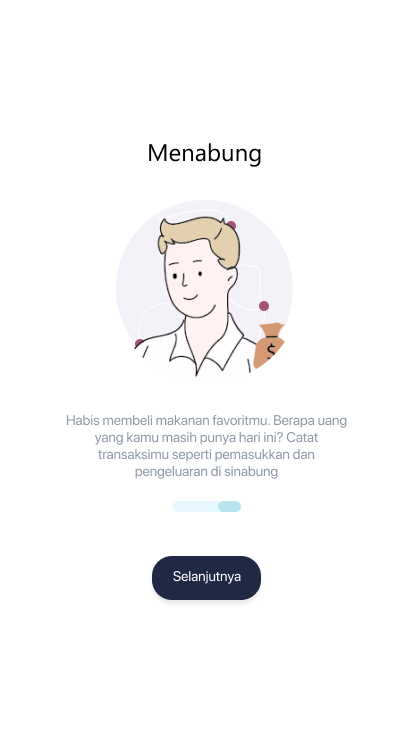 Menabung
$
Habis membeli makanan favoritmu. Berapa uang
yang kamu masih punya hari ini? Catat
transaksimu seperti pemasukkan dan
pengeluaran di sinabung
Selanjutnya